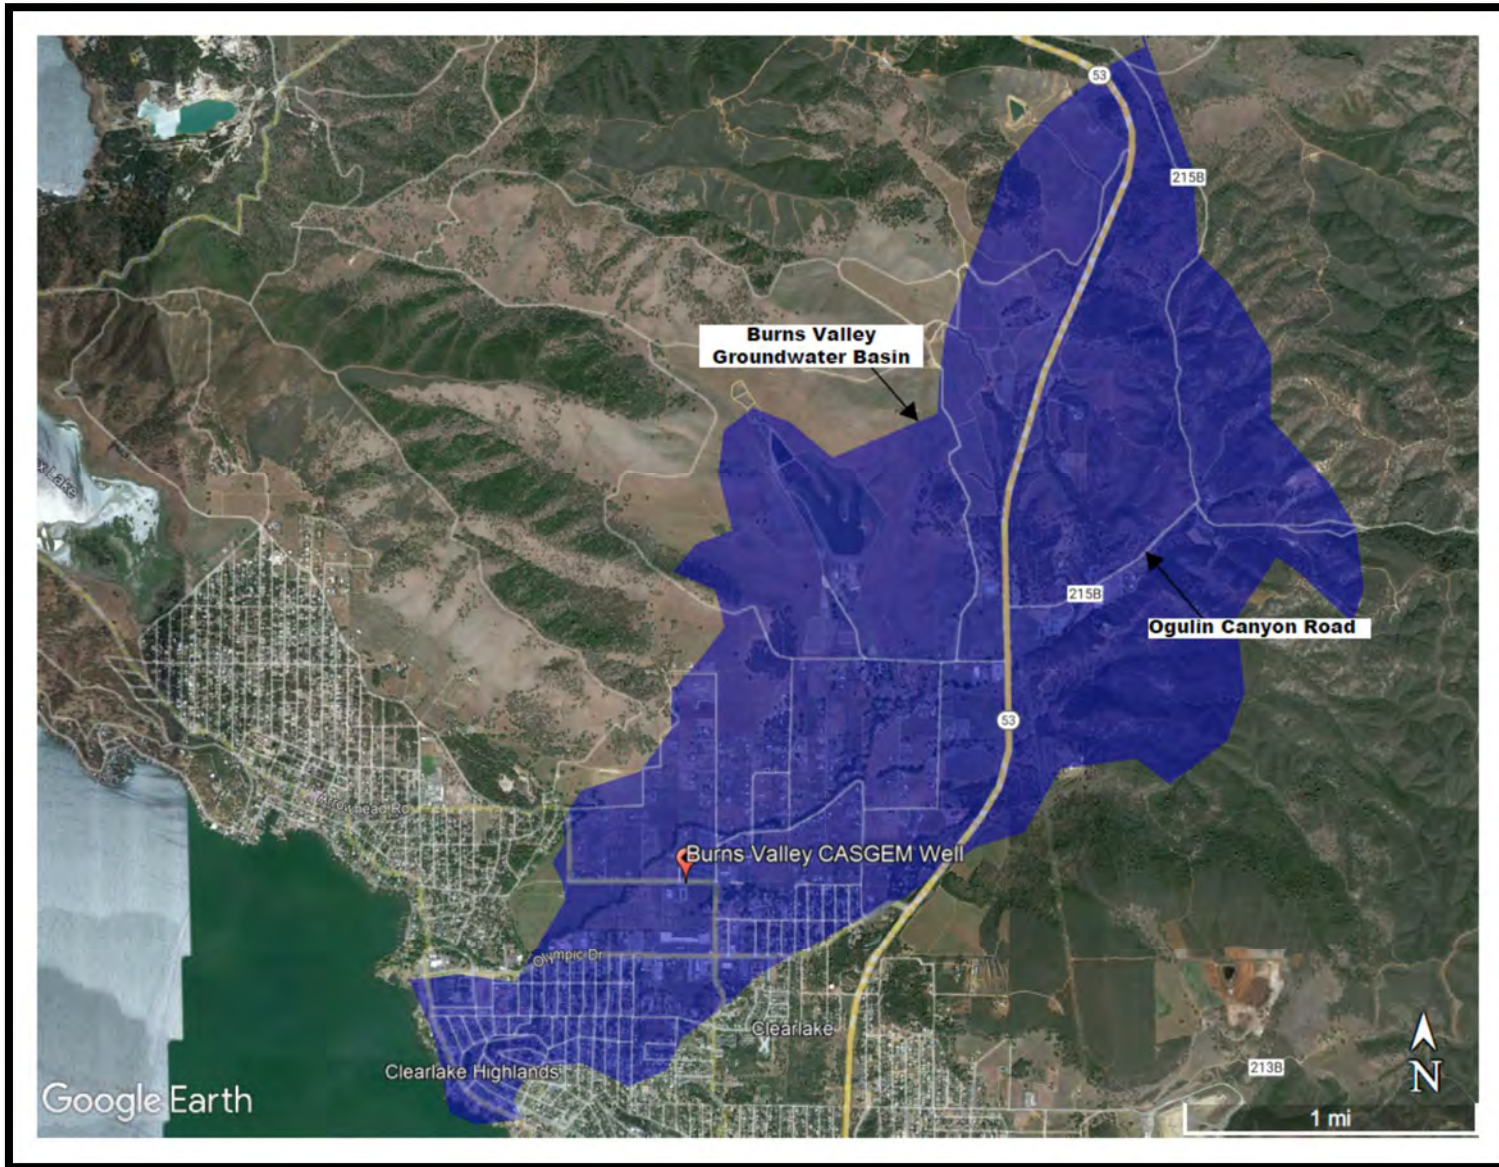 53
215B
Burns Valley
Groundwater Basin
Lake
215B
Ogulin Canyon Road
53
Arrowhead Rd
Burns Valley CASGEM Well
Olympic Dr
Clearlake
Clearlake Highlands
213B
N
Google Earth
1 mi